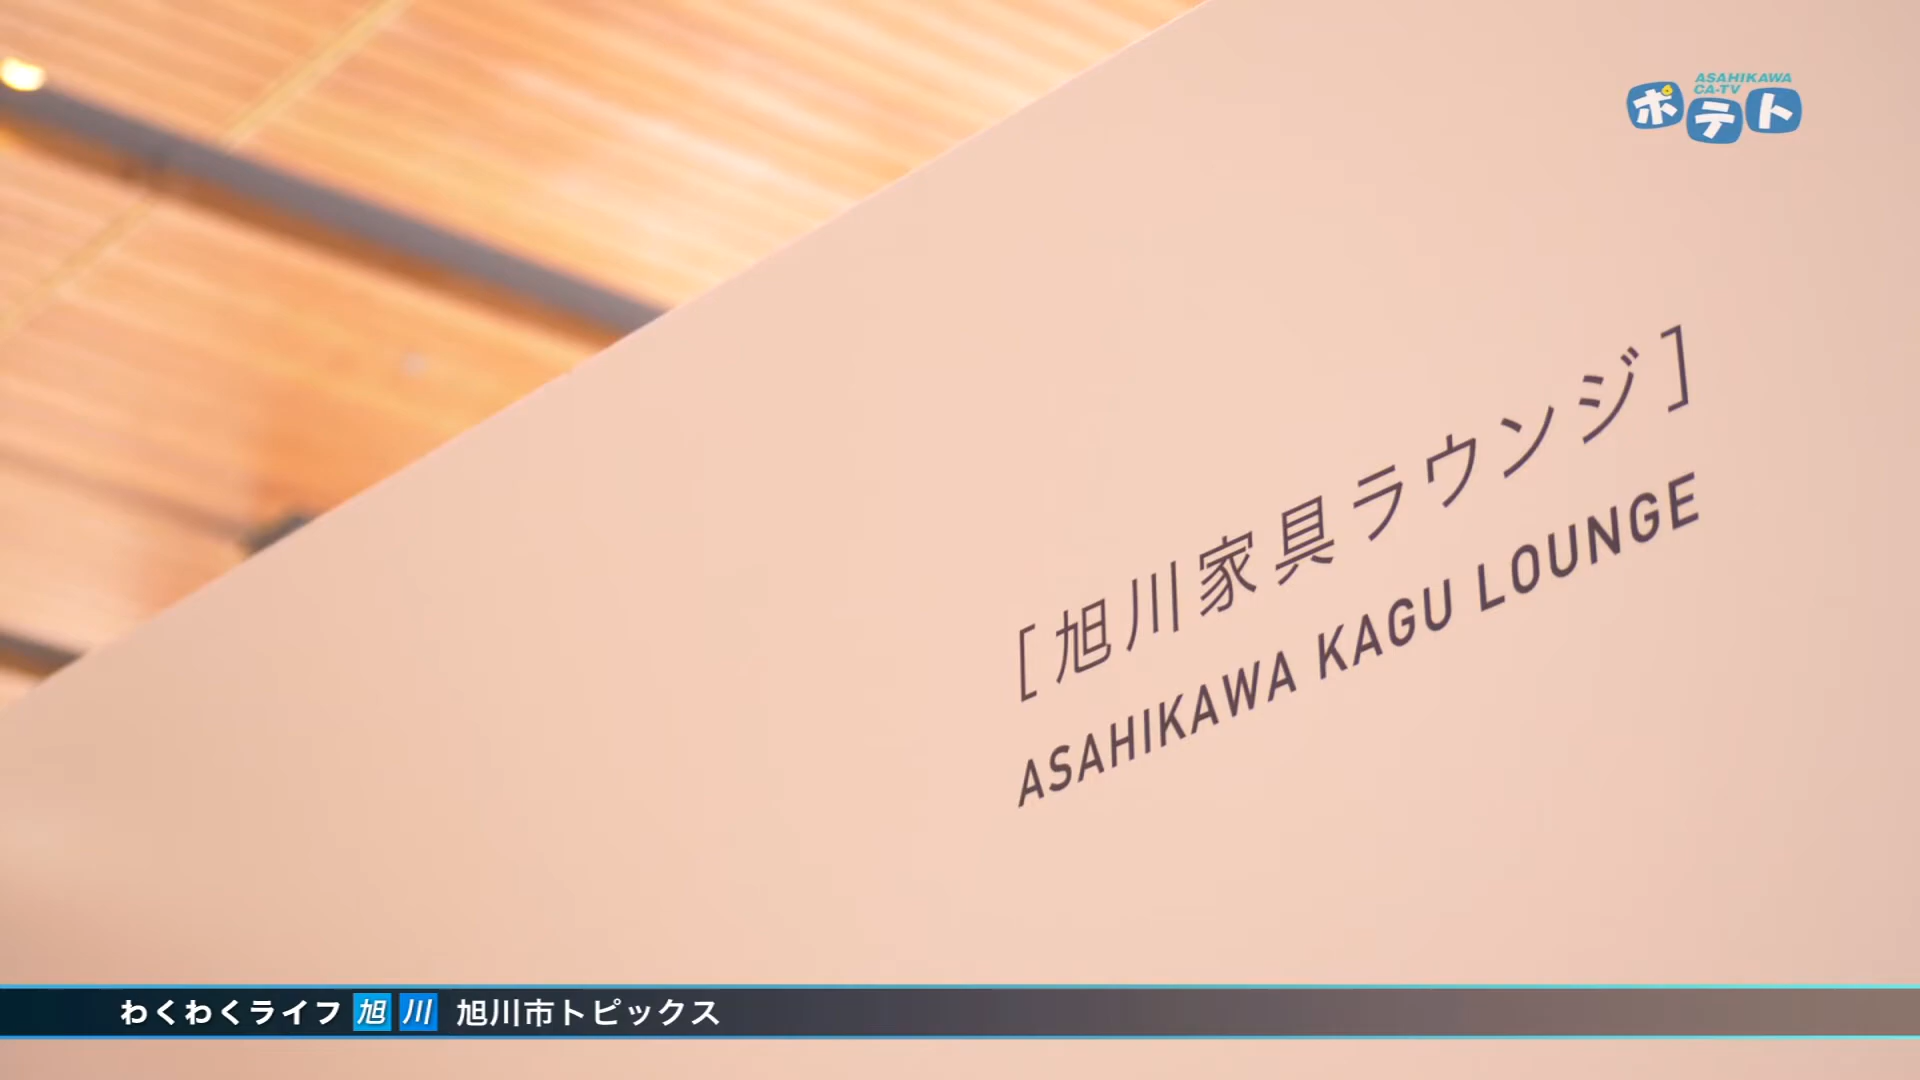 ASAHIKAWA
CA-TV
ポテト
[旭川家具ラウンジ]
ASAHIKAWA KAGU LOUNGE
わくわくライフ旭川 旭川市トピックス